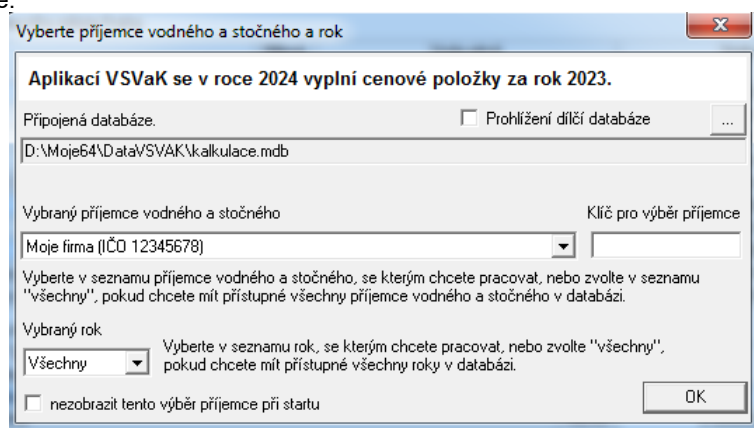 e.
Vyberte příjemce vodného a stočného a rok
Aplikací VSVaK se v roce 2024 vyplní cenové položky za rok 2023.
Připojená databáze. Prohlížení dílčí databáze ...
D:\Moje64\DataVSVAK\kalkulace.mdb
Vybraný příjemce vodného a stočného Klíč pro výběr příjemce
Moje firma (IČO 12345678)
Vyberte v seznamu příjemce vodného a stočného, se kterým chcete pracovat, nebo zvolte v seznamu
"všechny", pokud chcete mít přístupné všechny příjemce vodného a stočného v databázi.
Vybraný rok
Vyberte v seznamu rok, se kterým chcete pracovat, nebo zvolte "všechny",
Všechny pokud chcete mít přístupné všechny roky v databázi.
nezobrazit tento výběr příjemce při startu OK